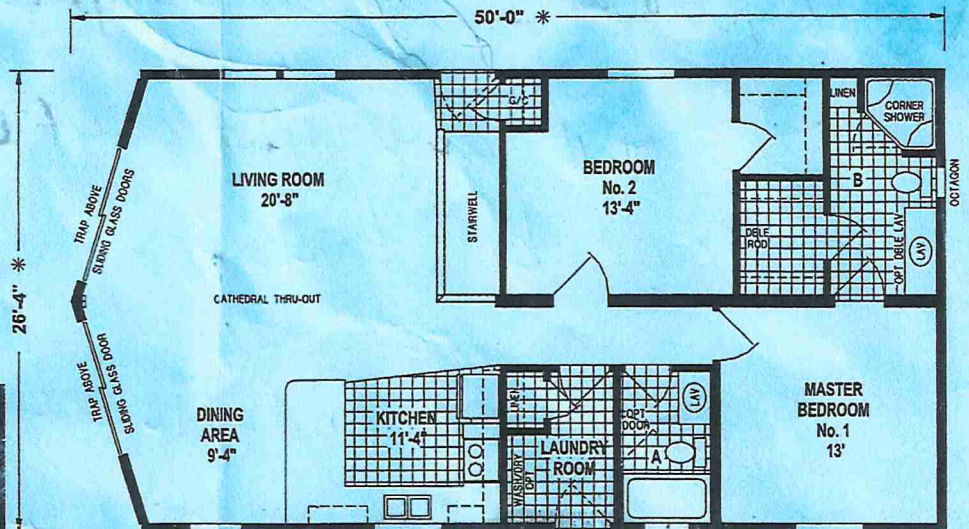 50'-0" *
26'-4" *
G/C
LINEN
CORNER
SHOWER
OCTAGON
TRAP ABOVE
SLIDING GLASS DOORS
LIVING ROOM
20'-8"
STAIRWELL
BEDROOM
No. 2
13'-4"
B
DBLE
ROD
OPT DBLE LAV
LAV
CATHEDRAL THRU-OUT
TRAP ABOVE
SLIDING GLASS DOOR
DINING
AREA
9'-4"
KITCHEN
11'-4"
LINEN
WASH/DRY
OPT
LAUNDRY
ROOM
OPT
DOOR
LAV
A
MASTER
BEDROOM
No. 1
13'